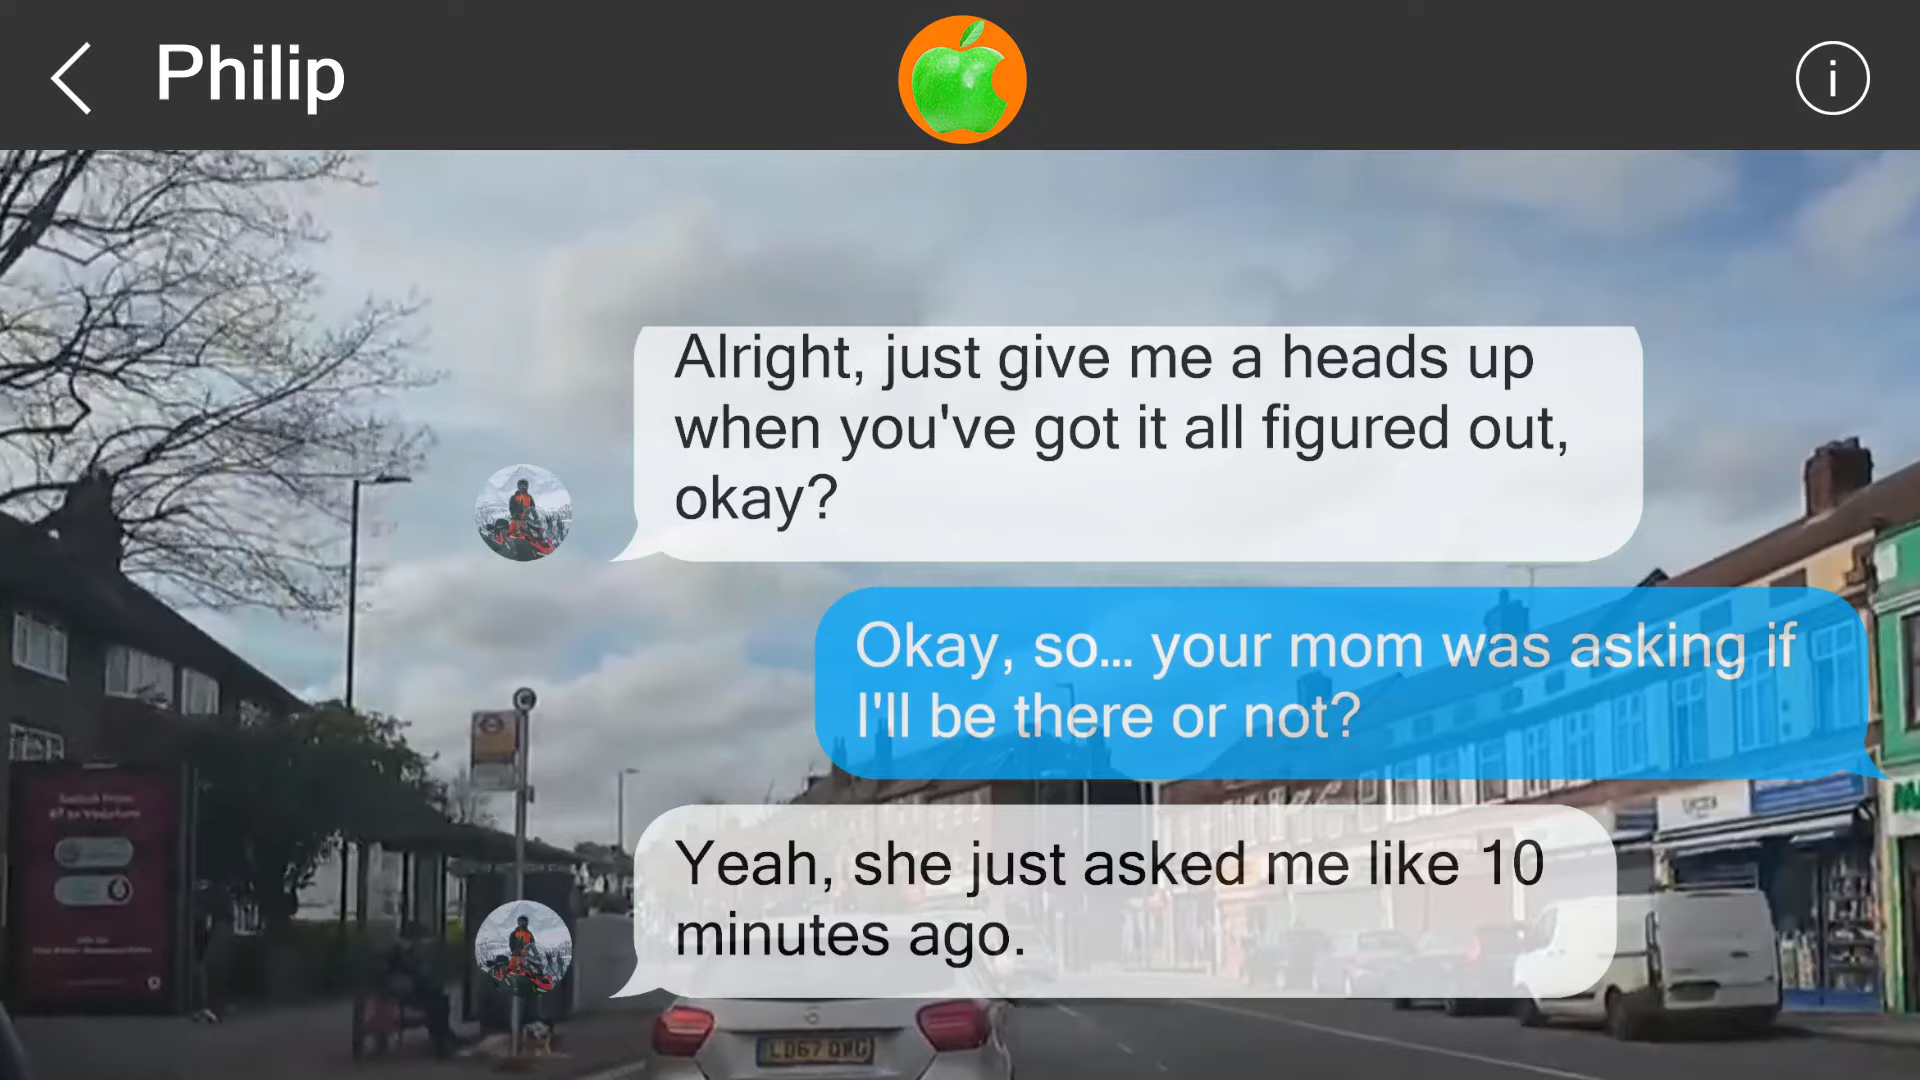 Philip
Alright, just give me a heads up
when you've got it all figured out,
okay?
Okay, so... your mom was asking if
I'll be there or not?
Yeah, she just asked me like 10
minutes ago.